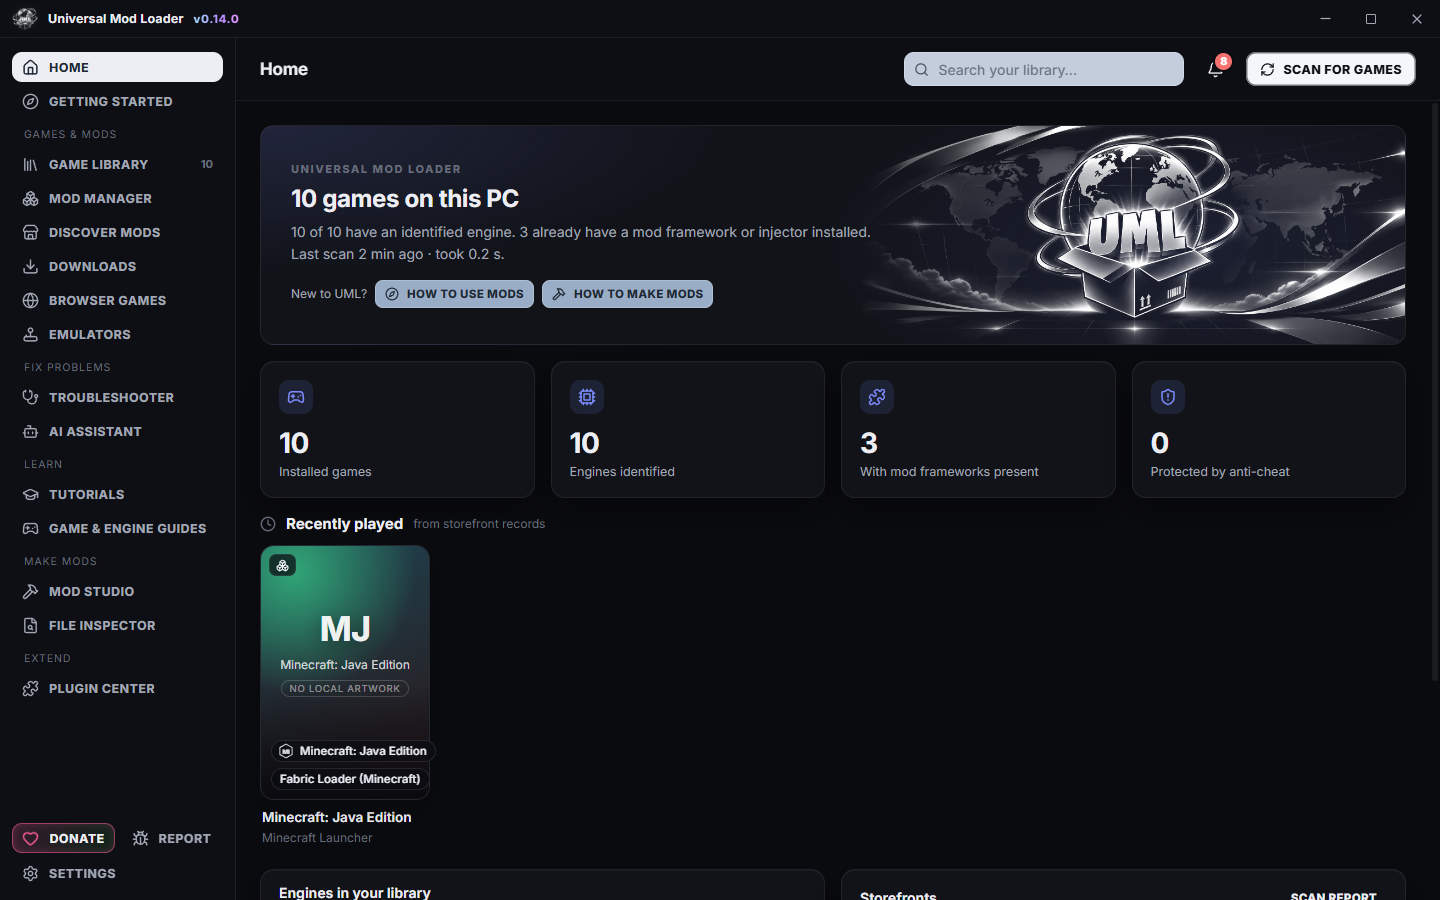 Universal Mod Loader v0.14.0
HOME
GETTING STARTED
GAMES & MODS
GAME LIBRARY 10
MOD MANAGER
DISCOVER MODS
DOWNLOADS
BROWSER GAMES
EMULATORS
FIX PROBLEMS
TROUBLESHOOTER
AI ASSISTANT
LEARN
TUTORIALS
GAME & ENGINE GUIDES
MAKE MODS
MOD STUDIO
FILE INSPECTOR
EXTEND
PLUGIN CENTER
DONATE
REPORT
SETTINGS
Home
Search your library...
8
SCAN FOR GAMES
UNIVERSAL MOD LOADER
10 games on this PC
10 of 10 have an identified engine. 3 already have a mod framework or injector installed.
Last scan 2 min ago · took 0.2 s.
New to UML?
HOW TO USE MODS
HOW TO MAKE MODS
UML
10
Installed games
10
Engines identified
3
With mod frameworks present
0
Protected by anti-cheat
Recently played from storefront records
MJ
Minecraft: Java Edition
NO LOCAL ARTWORK
Minecraft: Java Edition
Fabric Loader (Minecraft)
Minecraft: Java Edition
Minecraft Launcher
Engines in your library
Storefronts
SCAN REPORT